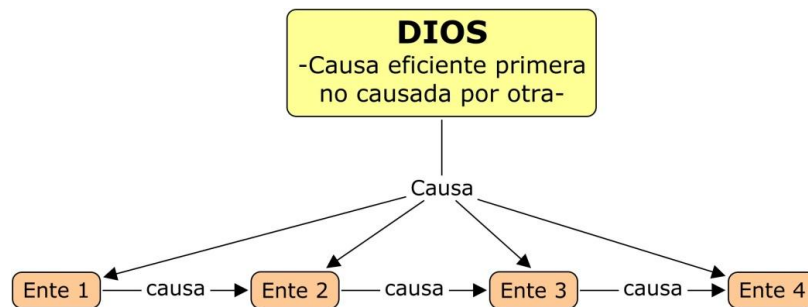 DIOS
-Causa eficiente primera
no causada por otra-
Causa
Ente 1 causa Ente 2 causa Ente 3 causa Ente 4